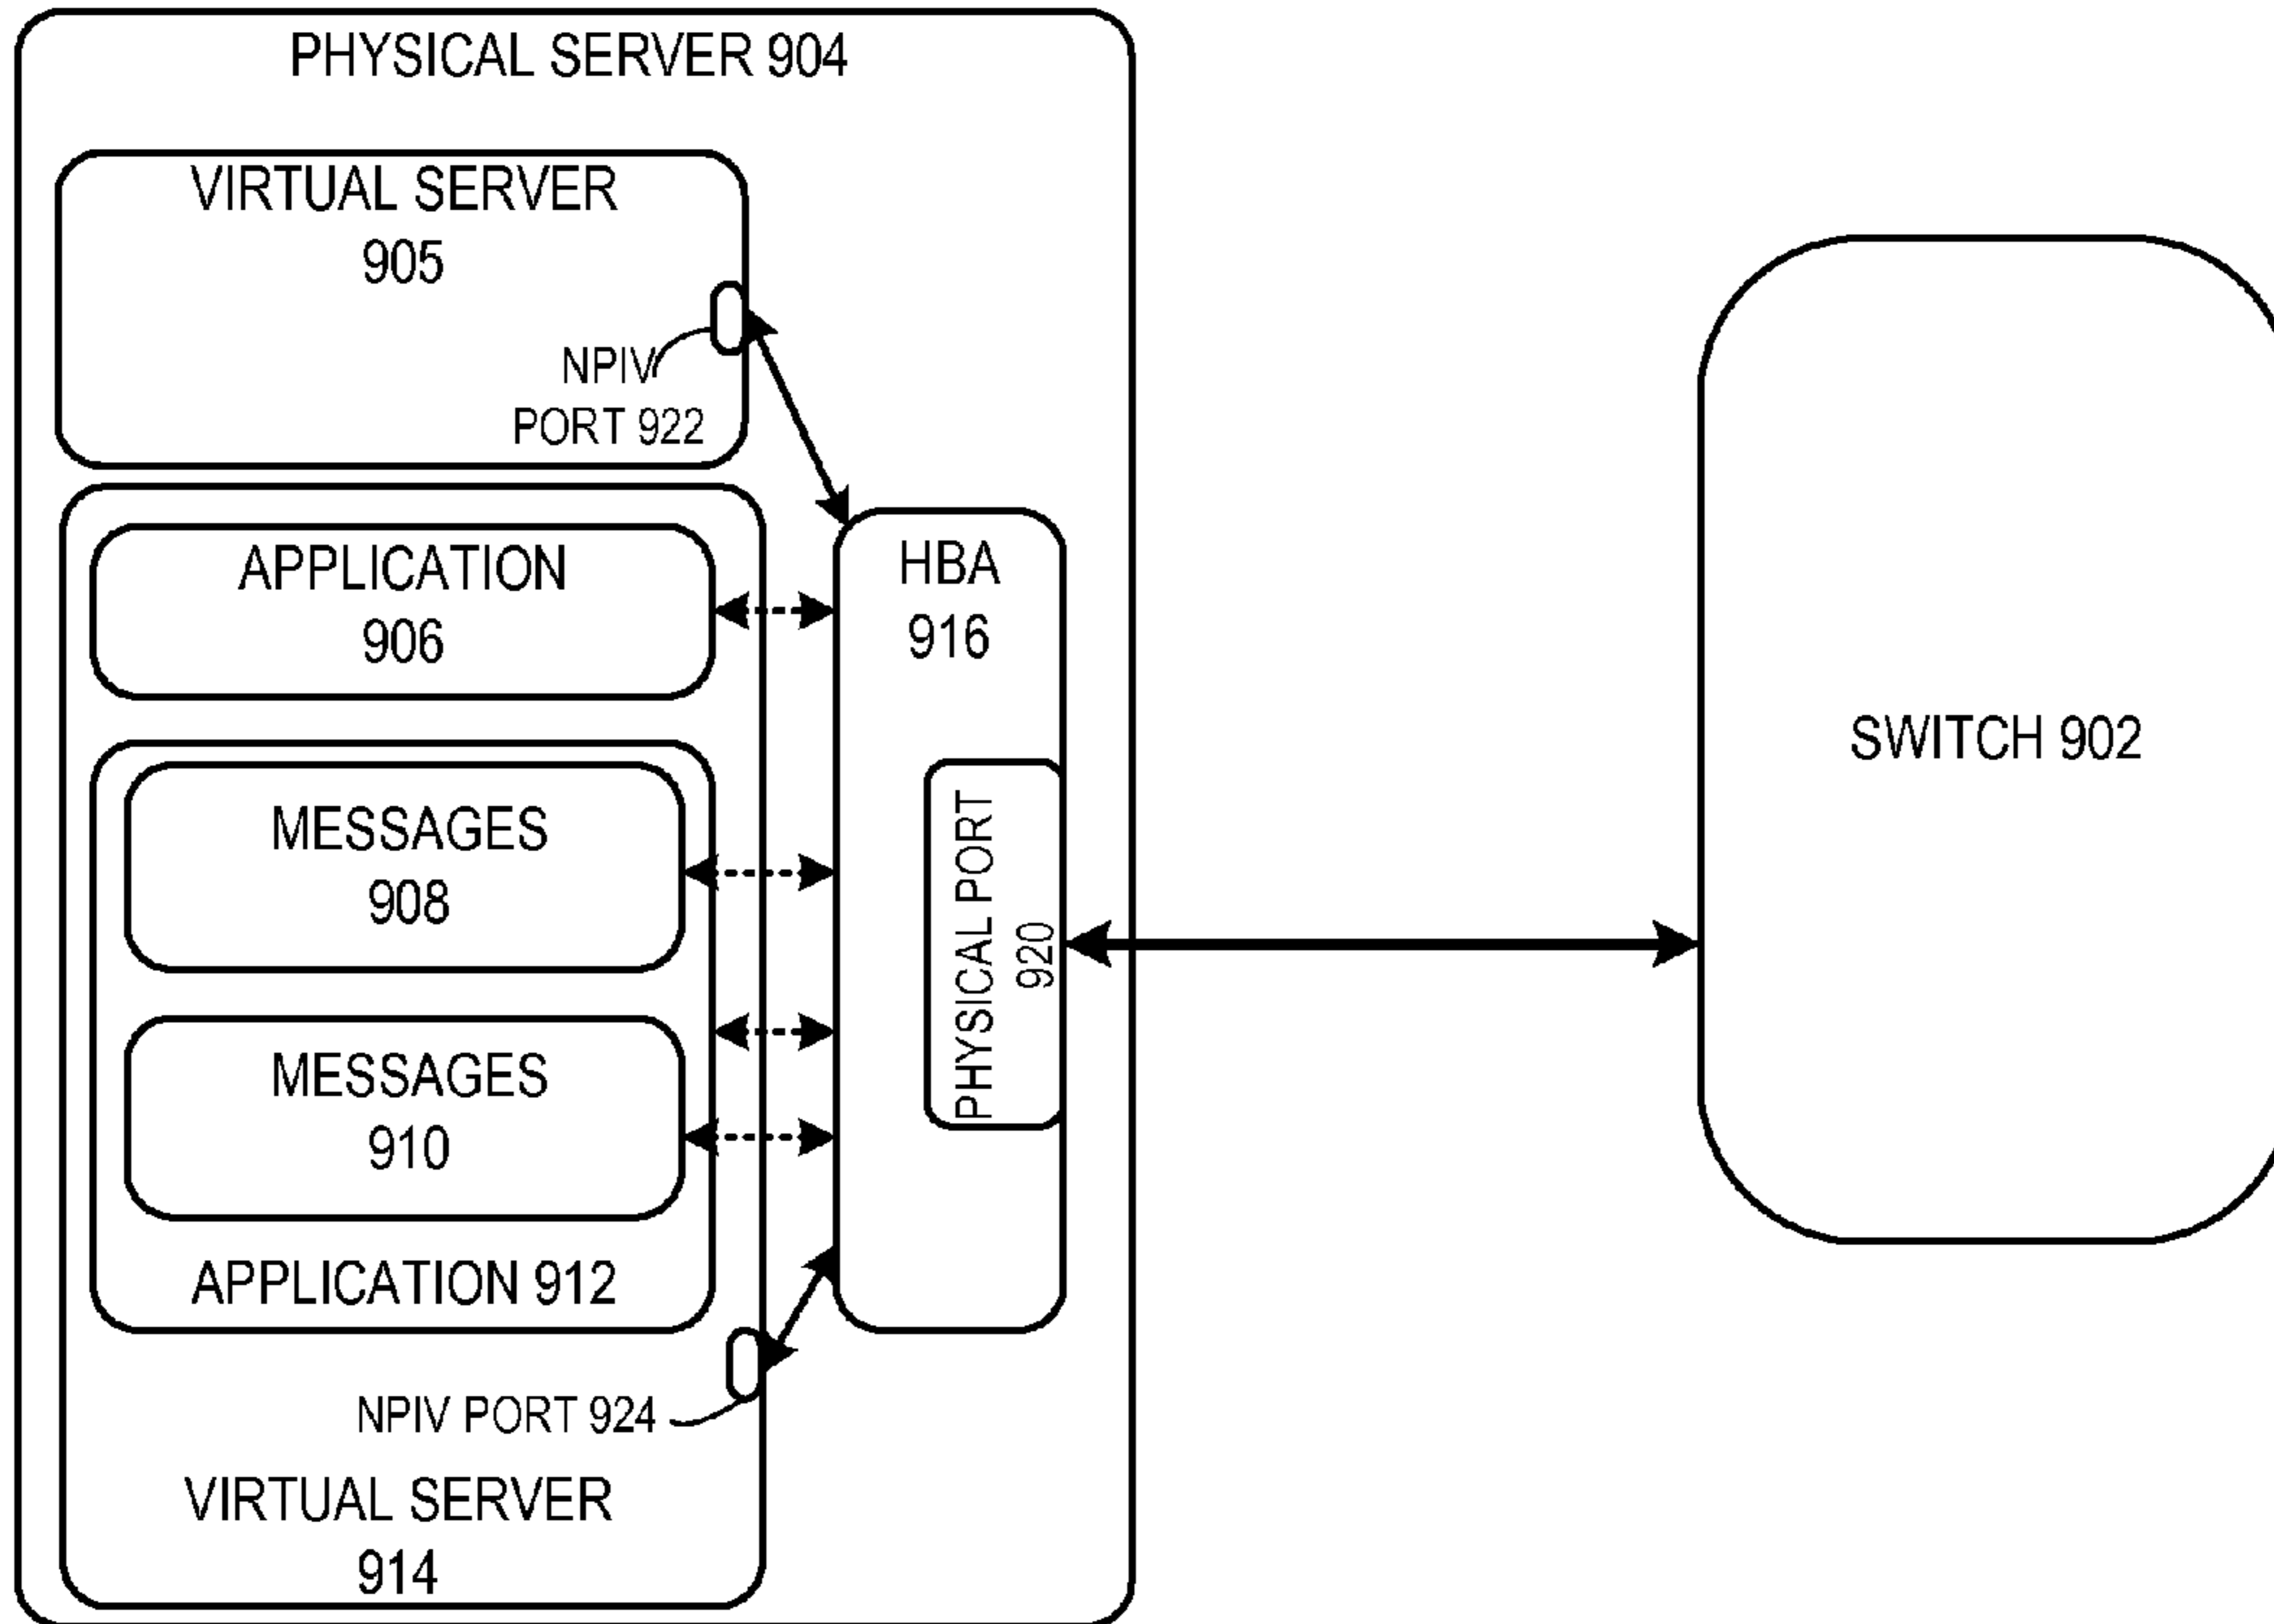 PHYSICAL SERVER 904
VIRTUAL SERVER
905
NPIV
PORT 922
APPLICATION
906
HBA
916
MESSAGES
908
MESSAGES
910
APPLICATION 912
PHYSICAL PORT
920
SWITCH 902
NPIV PORT 924
VIRTUAL SERVER
914